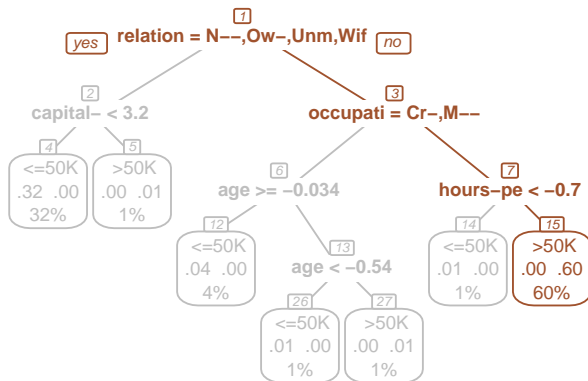 1
yes relation = N--,Ow-,Unm,Wif no
2 3
capital- < 3.2 occupati = Cr-,M--
4 5 6 7
<=50K >50K age >= -0.034 hours-pe < -0.7
.32 .00 .00 .01
32% 1%
12 13 14 15
<=50K age < -0.54 <=50K >50K
.04 .00 .01 .00 .00 .60
4% 1% 60%
26 27
<=50K >50K
.01 .00 .00 .01
1% 1%